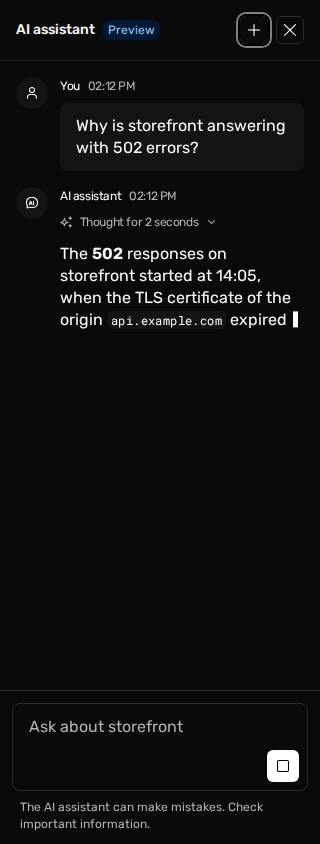 AI assistant Preview
You 02:12 PM
Why is storefront answering
with 502 errors?
AI
AI assistant 02:12 PM
Thought for 2 seconds
The 502 responses on
storefront started at 14:05,
when the TLS certificate of the
origin api.example.com expired
Ask about storefront
The AI assistant can make mistakes. Check
important information.